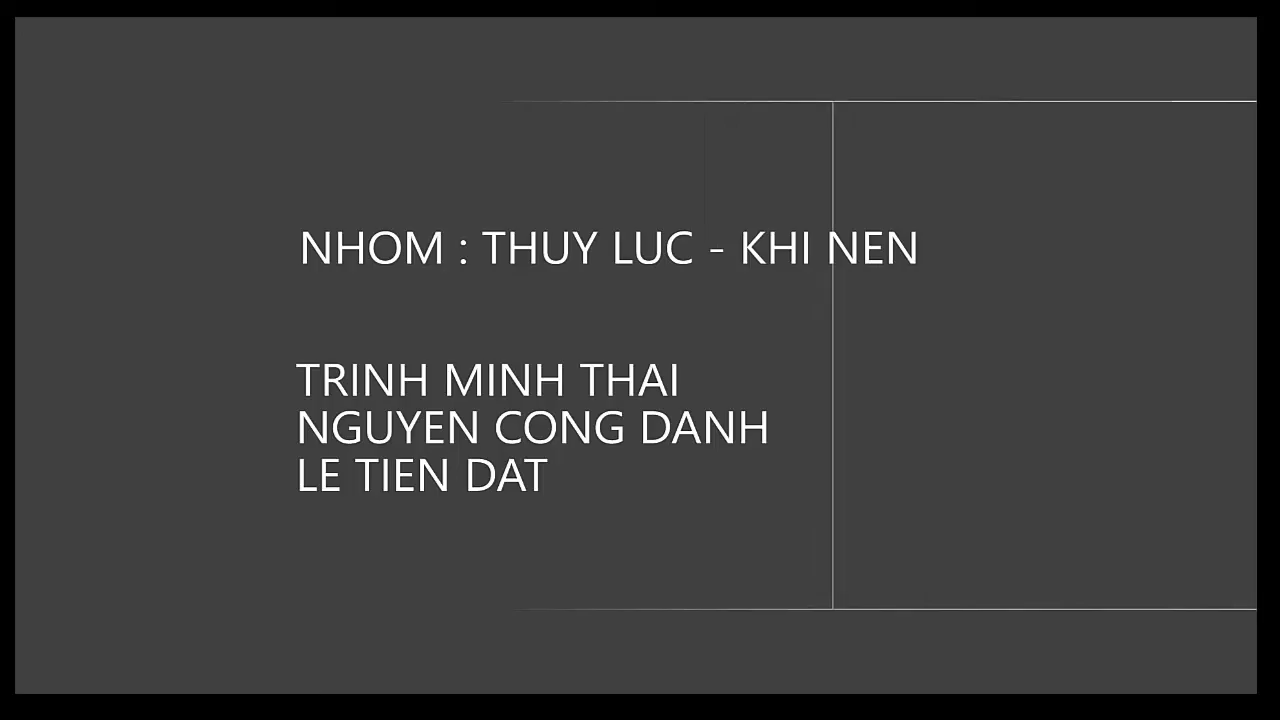 NHOM : THUY LUC - KHI NEN
TRINH MINH THAI
NGUYEN CONG DANH
LE TIEN DAT